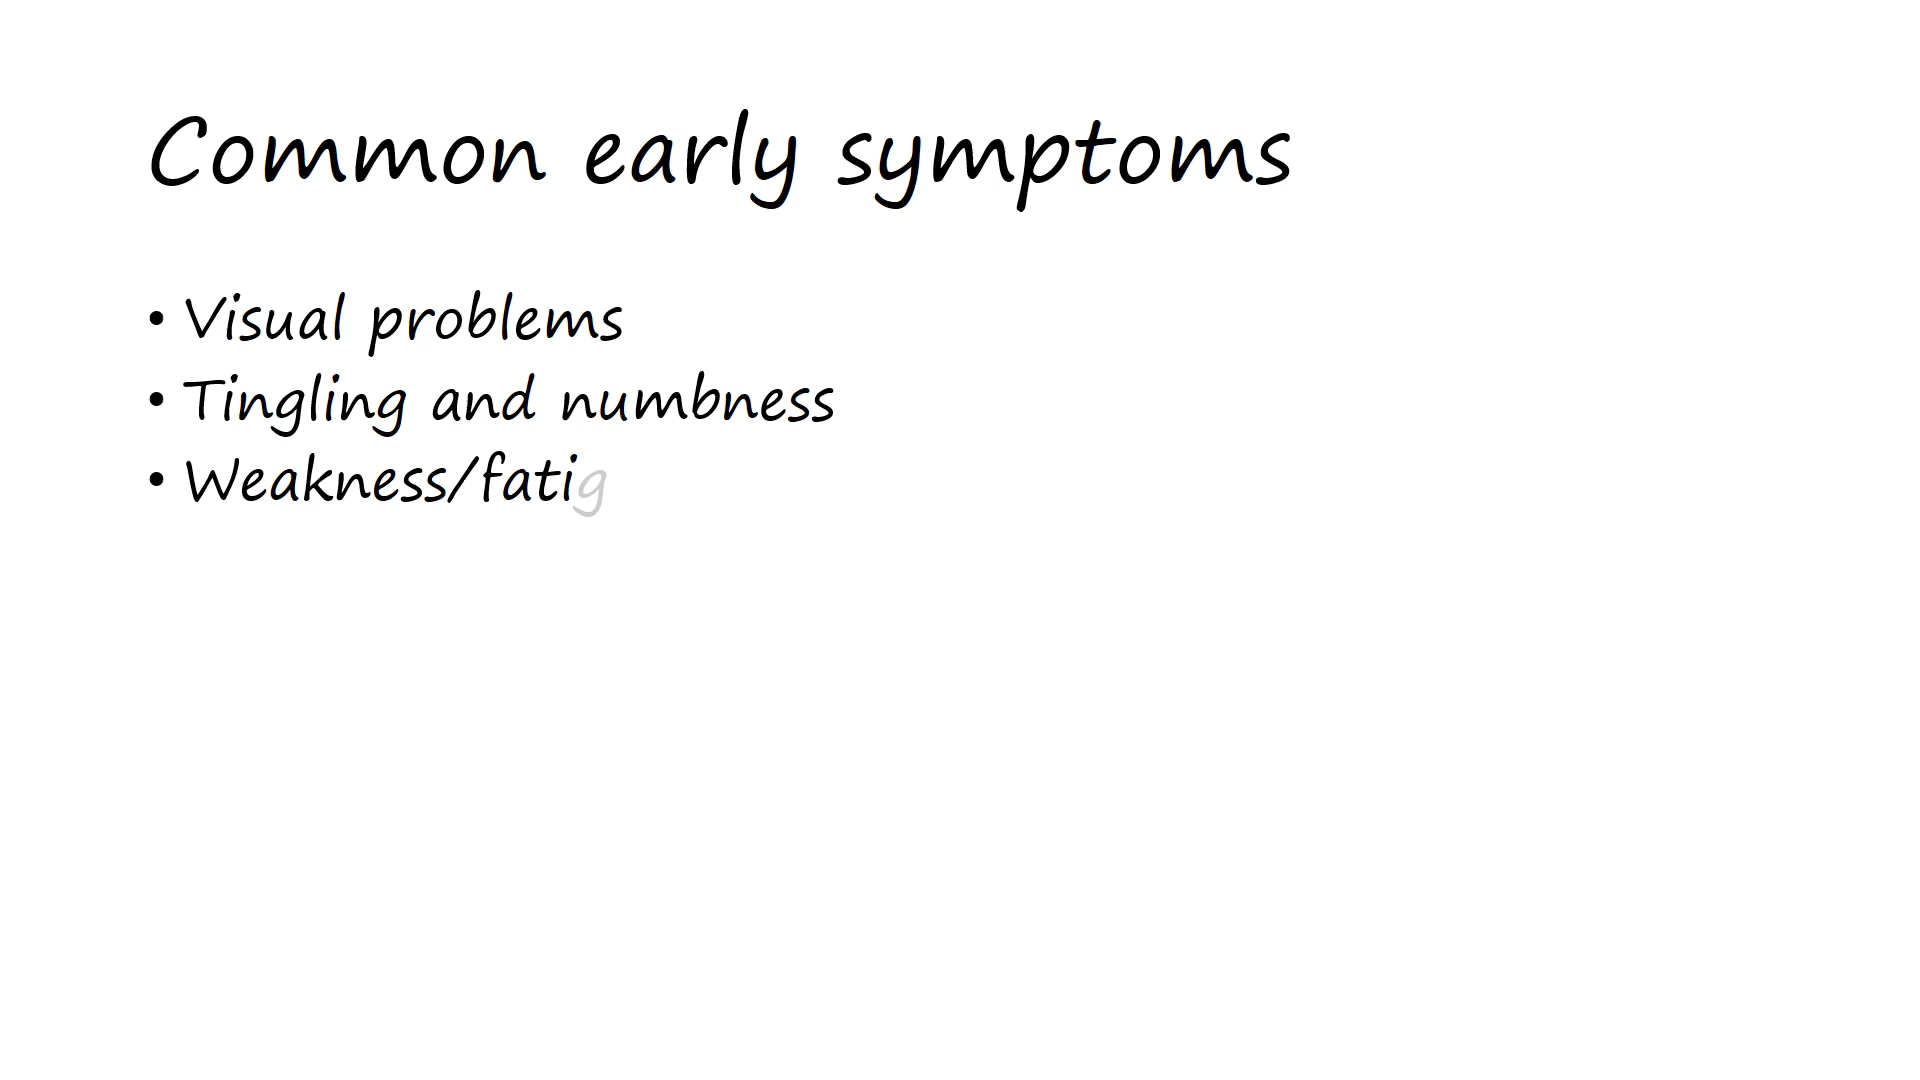 Common early symptoms
• Visual problems
• Tingling and numbness
• Weakness/fatig